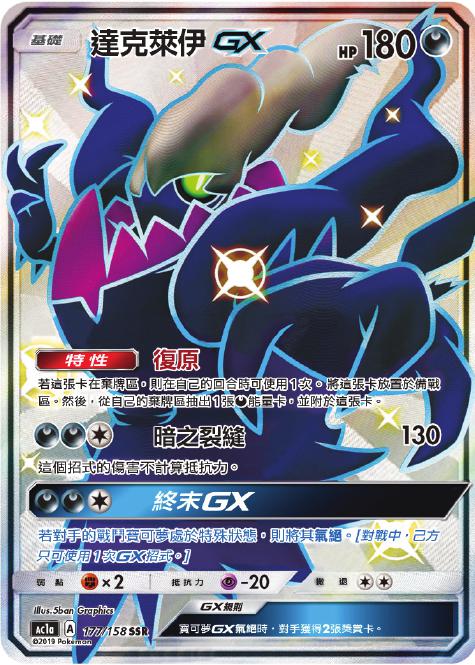 基礎 達克萊伊GX HP180
特性 復原
若這張卡在棄牌區，則在自己的回合時可使用1次。將這張卡放置於備戰
區。然後，從自己的棄牌區抽出1張能量卡，並附於這張卡。
暗之裂縫 130
這個招式的傷害不計算抵抗力。
終末GX
若對手的戰鬥寶可夢處於特殊狀態，則將其氣絕。[對戰中，己方
只可使用1次GX招式。]
弱點 ×2 抵抗力 -20 撤退
Illus.5ban Graphics
GX規則
AC1a A 177/158 SSR
寶可夢GX氣絕時，對手獲得2張獎賞卡。
©2019 Pokémon